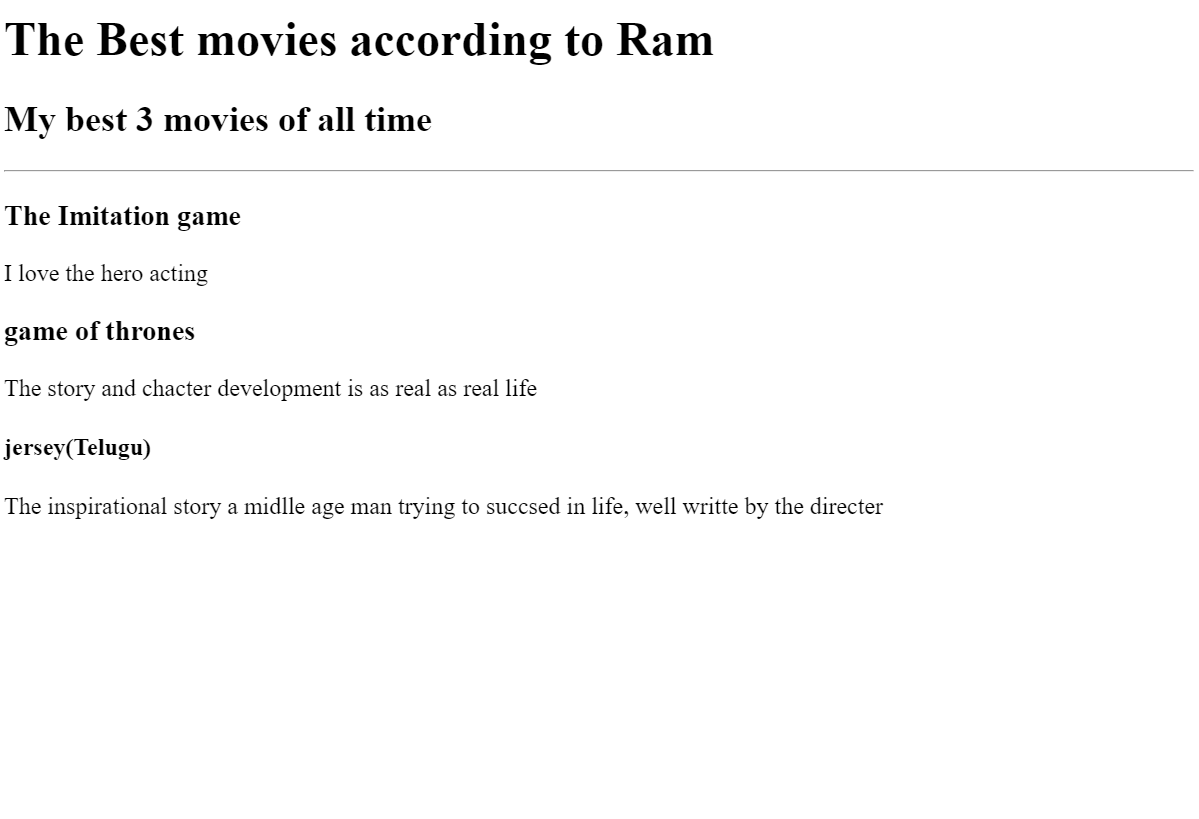 The Best movies according to Ram
My best 3 movies of all time
The Imitation game
I love the hero acting
game of thrones
The story and chacter development is as real as real life
jersey(Telugu)
The inspirational story a midlle age man trying to succsed in life, well writte by the directer